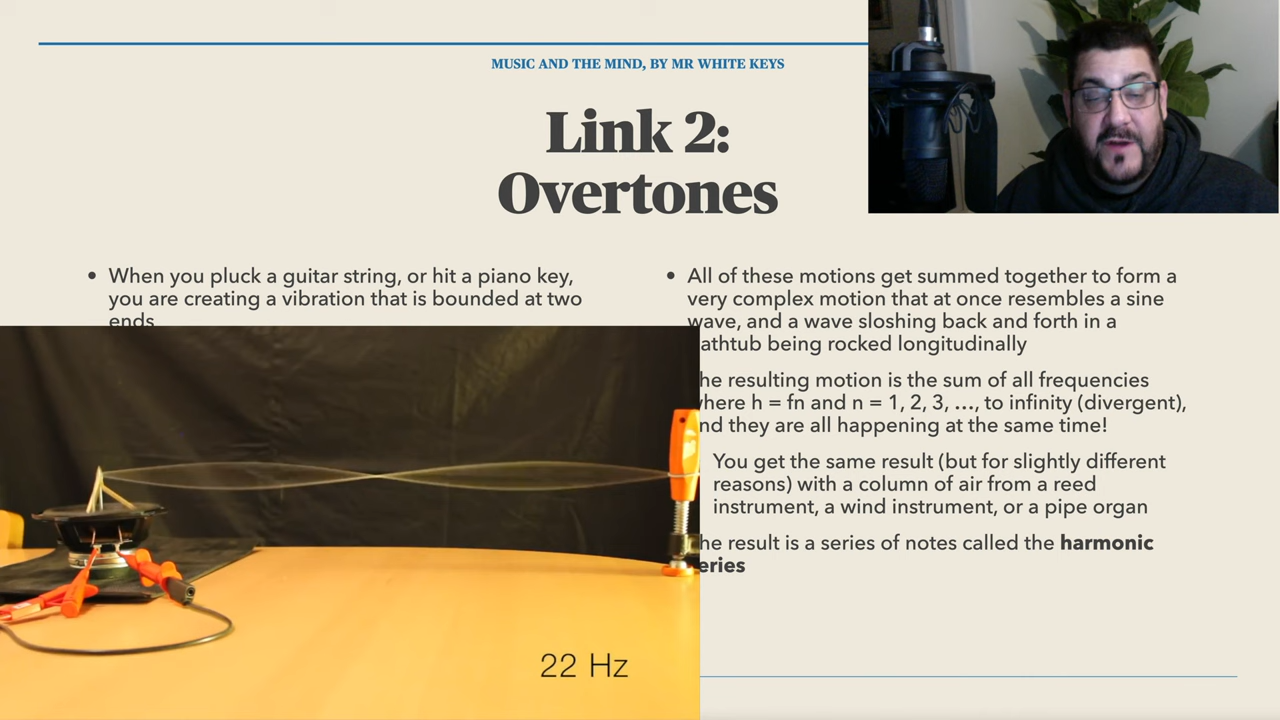 MUSIC AND THE MIND, BY MR WHITE KEYS
Link 2:
Overtones
• When you pluck a guitar string, or hit a piano key,
you are creating a vibration that is bounded at two
ends
• All of these motions get summed together to form a
very complex motion that at once resembles a sine
wave, and a wave sloshing back and forth in a
athtub being rocked longitudinally
he resulting motion is the sum of all frequencies
where h = fn and n = 1, 2, 3, …, to infinity (divergent),
nd they are all happening at the same time!
You get the same result (but for slightly different
reasons) with a column of air from a reed
instrument, a wind instrument, or a pipe organ
he result is a series of notes called the harmonic
eries
22 Hz